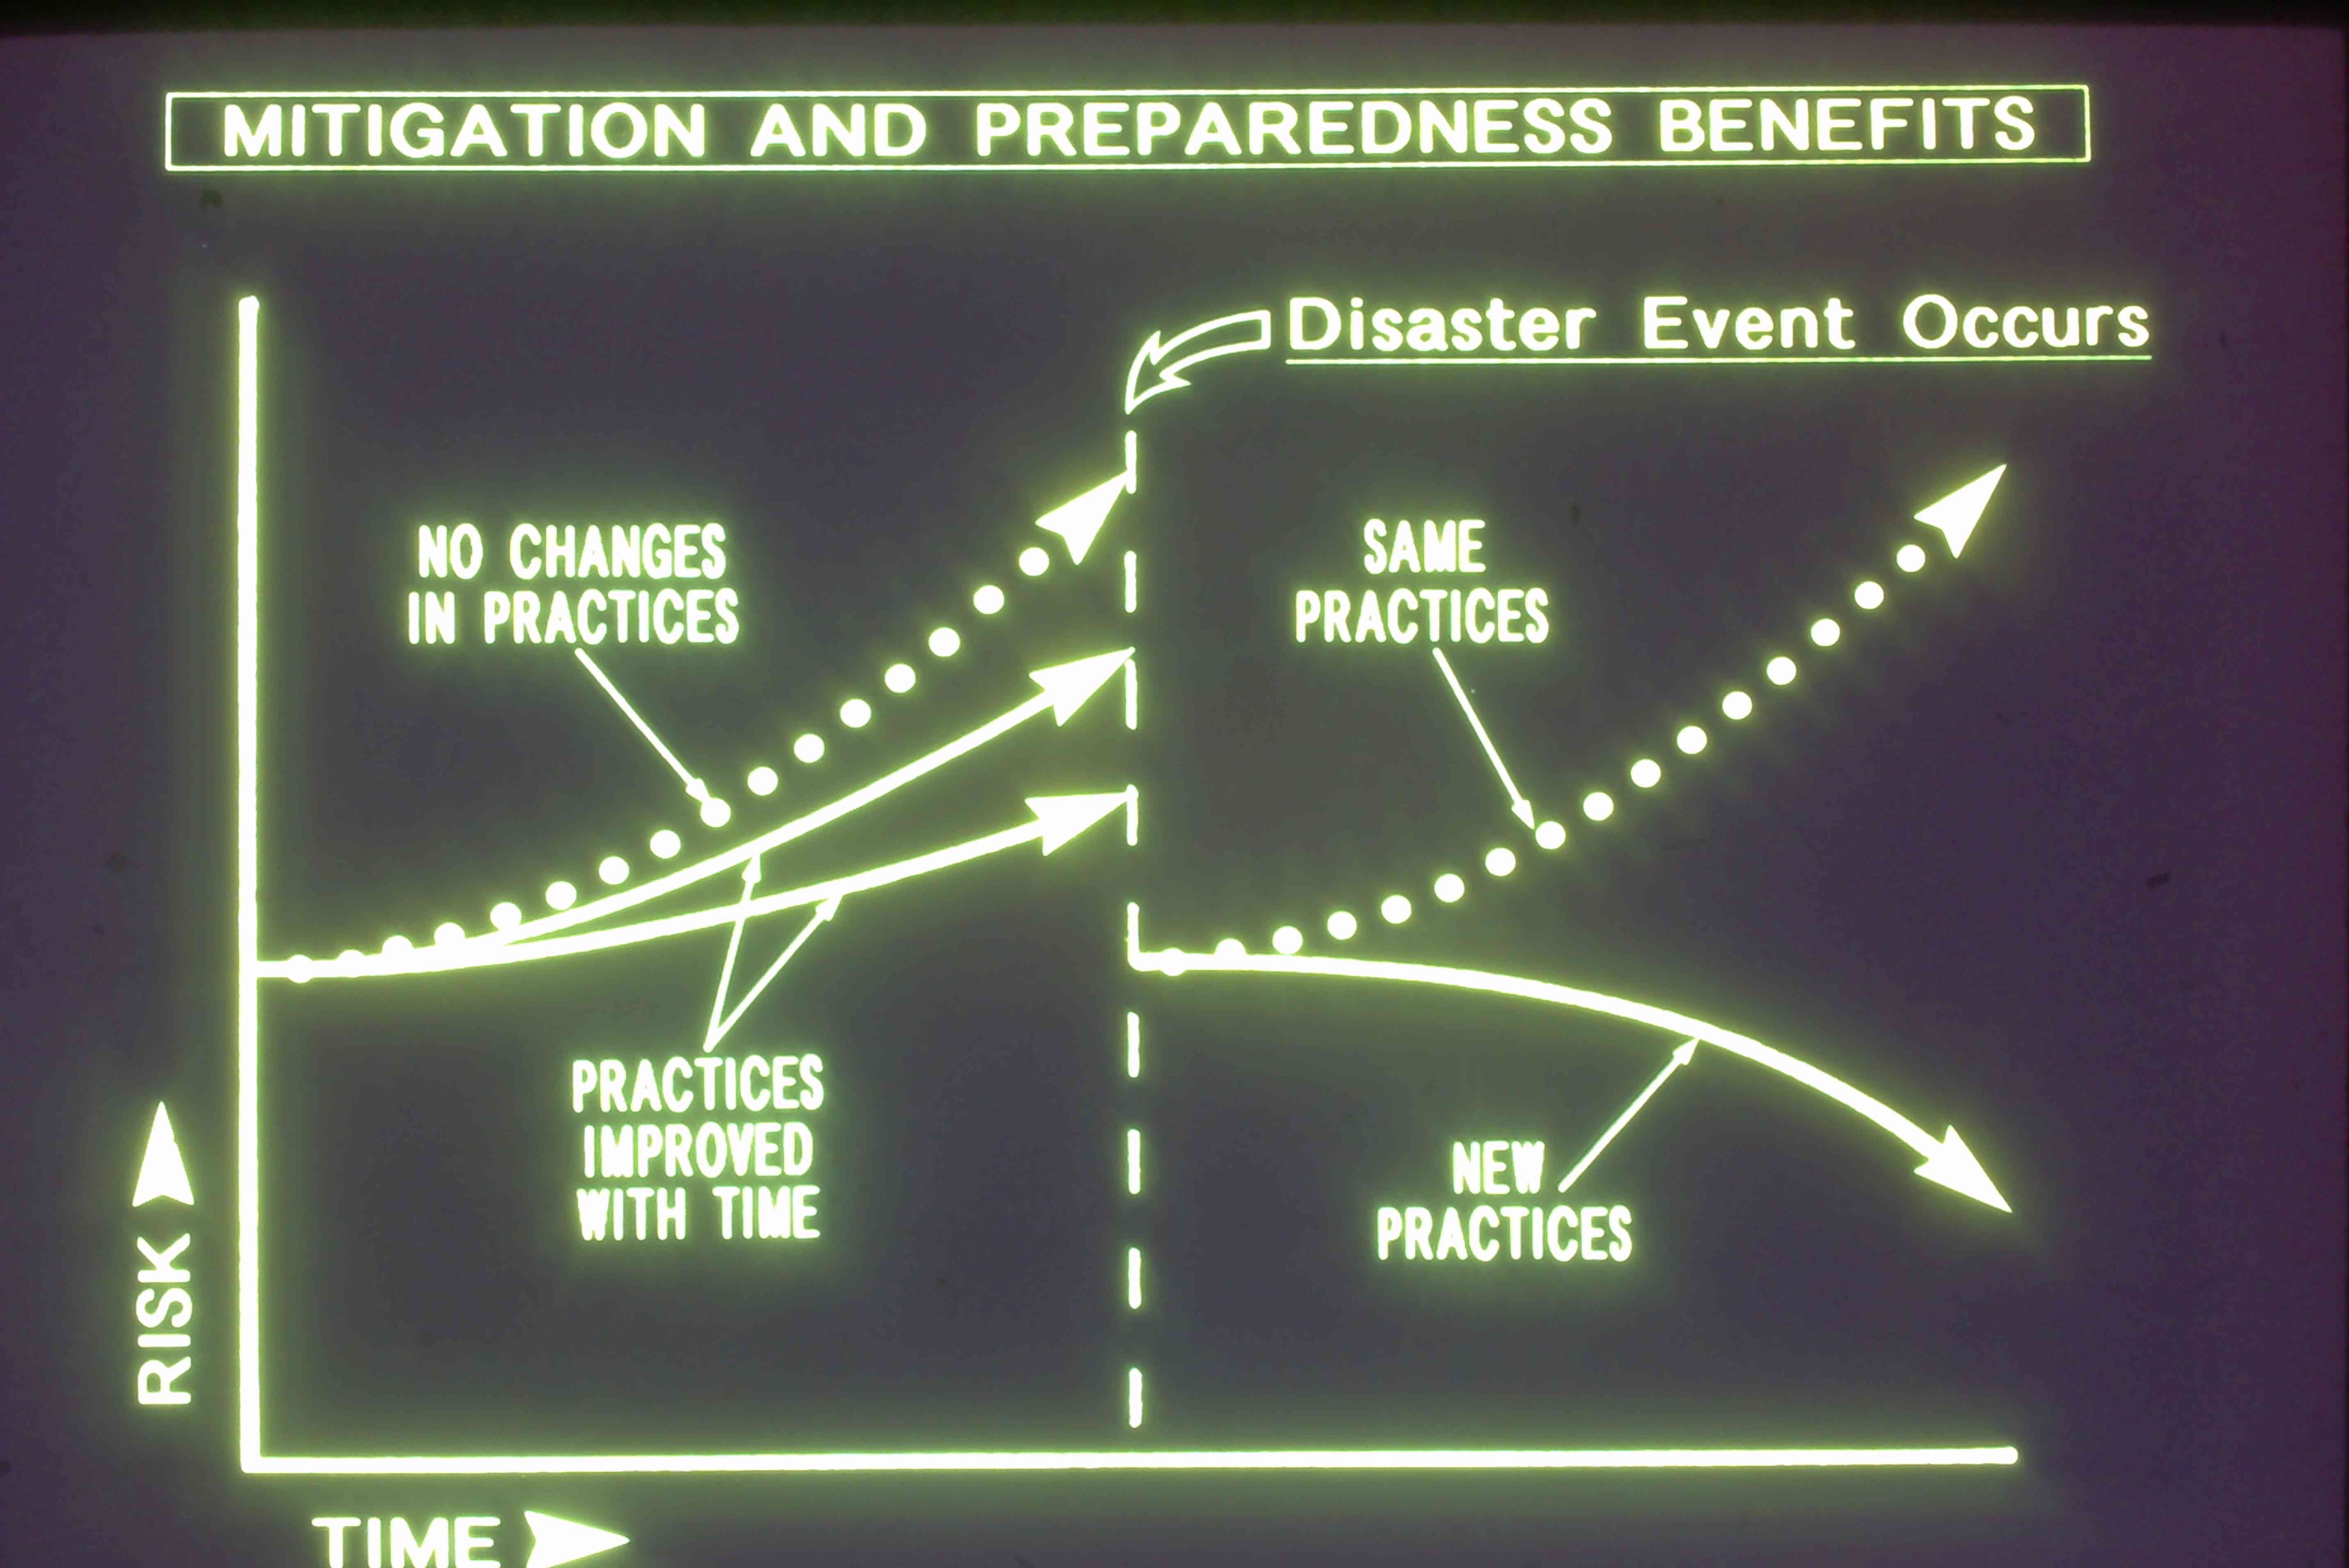 MITIGATION AND PREPAREDNESS BENEFITS
Disaster Event Occurs
NO CHANGES
IN PRACTICES
SAME
PRACTICES
PRACTICES
IMPROVED
WITH TIME
NEW
PRACTICES
RISK
TIME